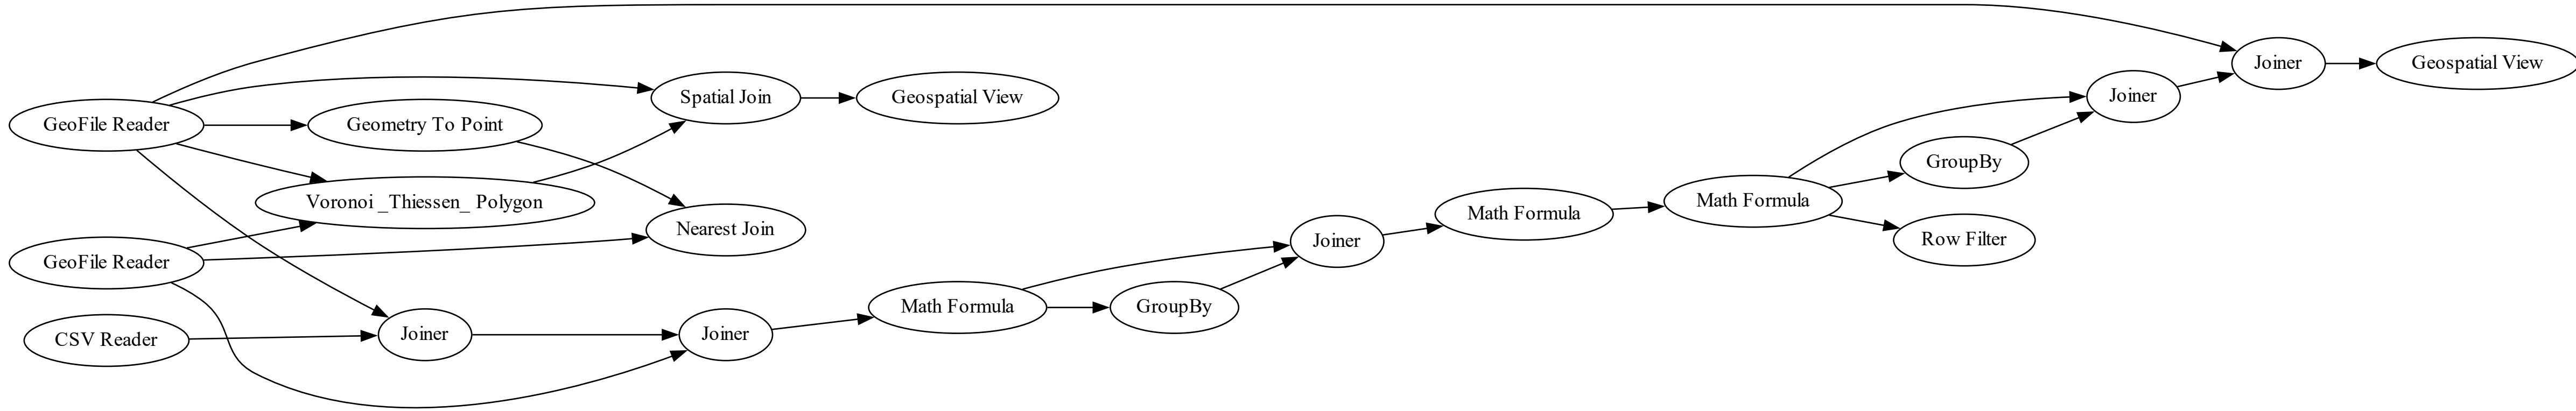 GeoFile Reader
GeoFile Reader
CSV Reader
Geometry To Point
Voronoi _Thiessen_ Polygon
Joiner
Spatial Join
Nearest Join
Joiner
Geospatial View
Math Formula
GroupBy
Joiner
Math Formula
Math Formula
GroupBy
Row Filter
Joiner
Joiner
Geospatial View